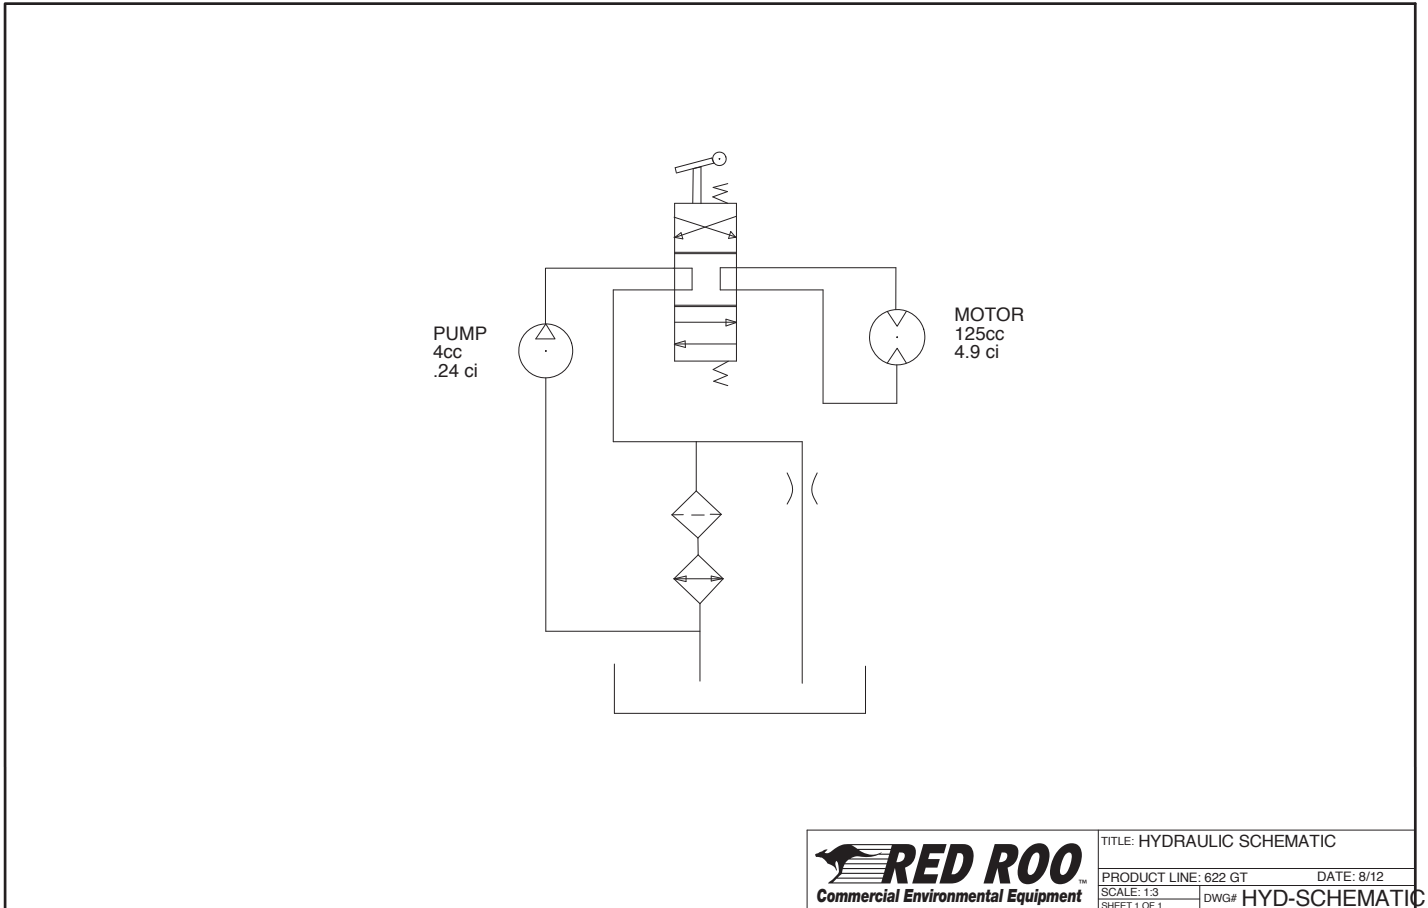 PUMP
4cc
.24 ci
MOTOR
125cc
4.9 ci
RED ROO™
Commercial Environmental Equipment
TITLE: HYDRAULIC SCHEMATIC
PRODUCT LINE: 622 GT DATE: 8/12
SCALE: 1:3
SHEET 1 OF 1
DWG# HYD-SCHEMATIC